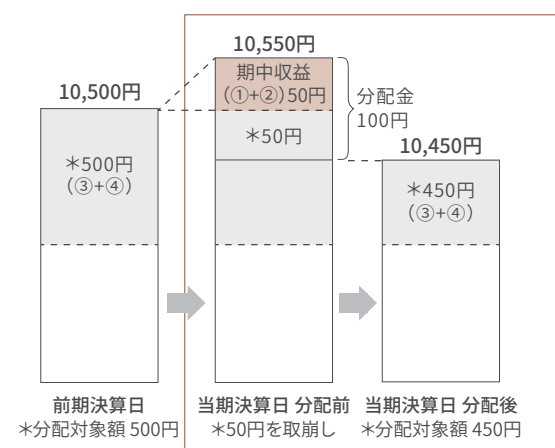 10,500円
＊500円
（③+④）
前期決算日
＊分配対象額 500円
10,550円
期中収益
（①+②）50円
＊50円
分配金
100円
当期決算日 分配前
＊50円を取崩し
10,450円
＊450円
（③+④）
当期決算日 分配後
＊分配対象額 450円